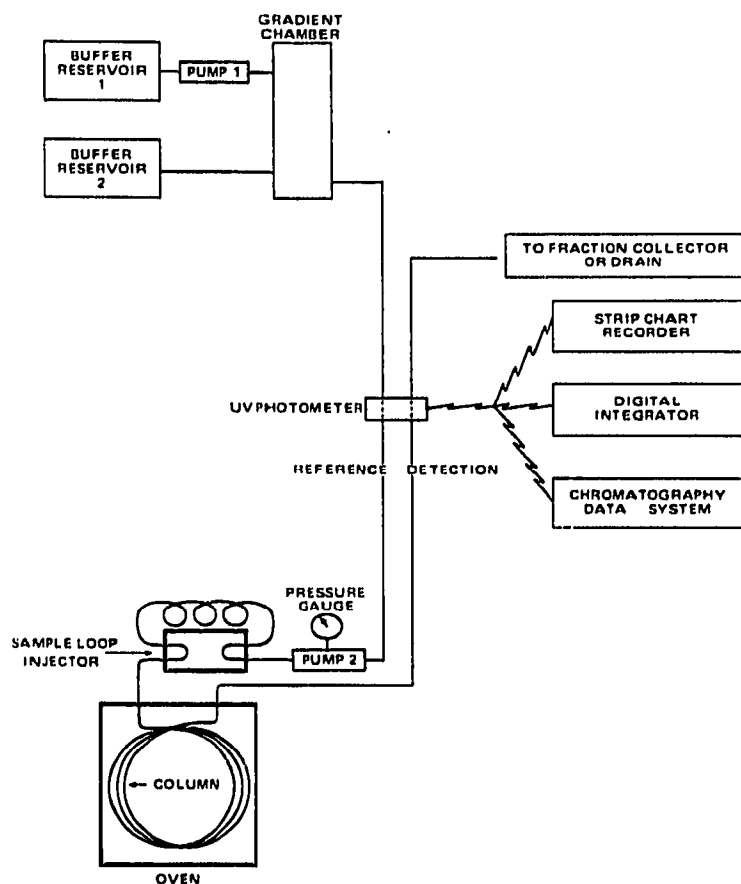 GRADIENT
CHAMBER
BUFFER
RESERVOIR
1
PUMP 1
BUFFER
RESERVOIR
2
TO FRACTION COLLECTOR
OR DRAIN
STRIP CHART
RECORDER
UV PHOTOMETER
DIGITAL
INTEGRATOR
REFERENCE DETECTION
CHROMATOGRAPHY
DATA SYSTEM
PRESSURE
GAUGE
SAMPLE LOOP
INJECTOR
PUMP 2
COLUMN
OVEN